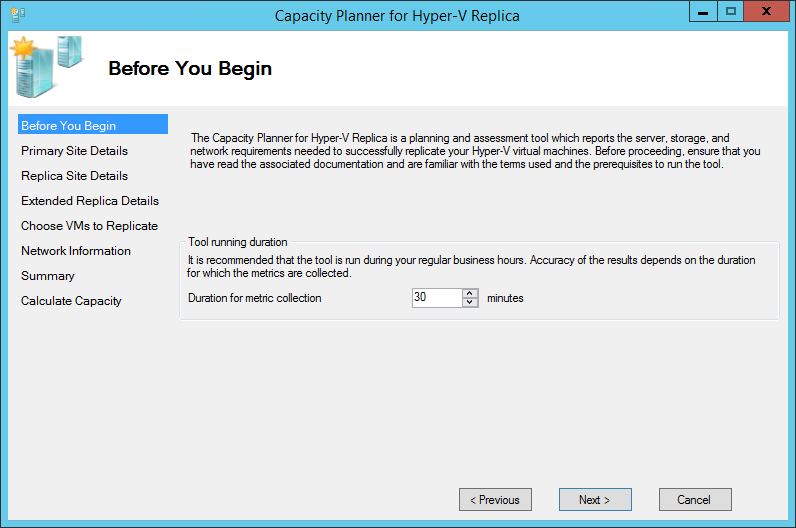 Capacity Planner for Hyper-V Replica
Before You Begin
Before You Begin
Primary Site Details
Replica Site Details
Extended Replica Details
Choose VMs to Replicate
Network Information
Summary
Calculate Capacity
The Capacity Planner for Hyper-V Replica is a planning and assessment tool which reports the server, storage, and
network requirements needed to successfully replicate your Hyper-V virtual machines. Before proceeding, ensure that you
have read the associated documentation and are familiar with the terms used and the prerequisites to run the tool.
Tool running duration
It is recommended that the tool is run during your regular business hours. Accuracy of the results depends on the duration
for which the metrics are collected.
Duration for metric collection 30 minutes
< Previous Next > Cancel